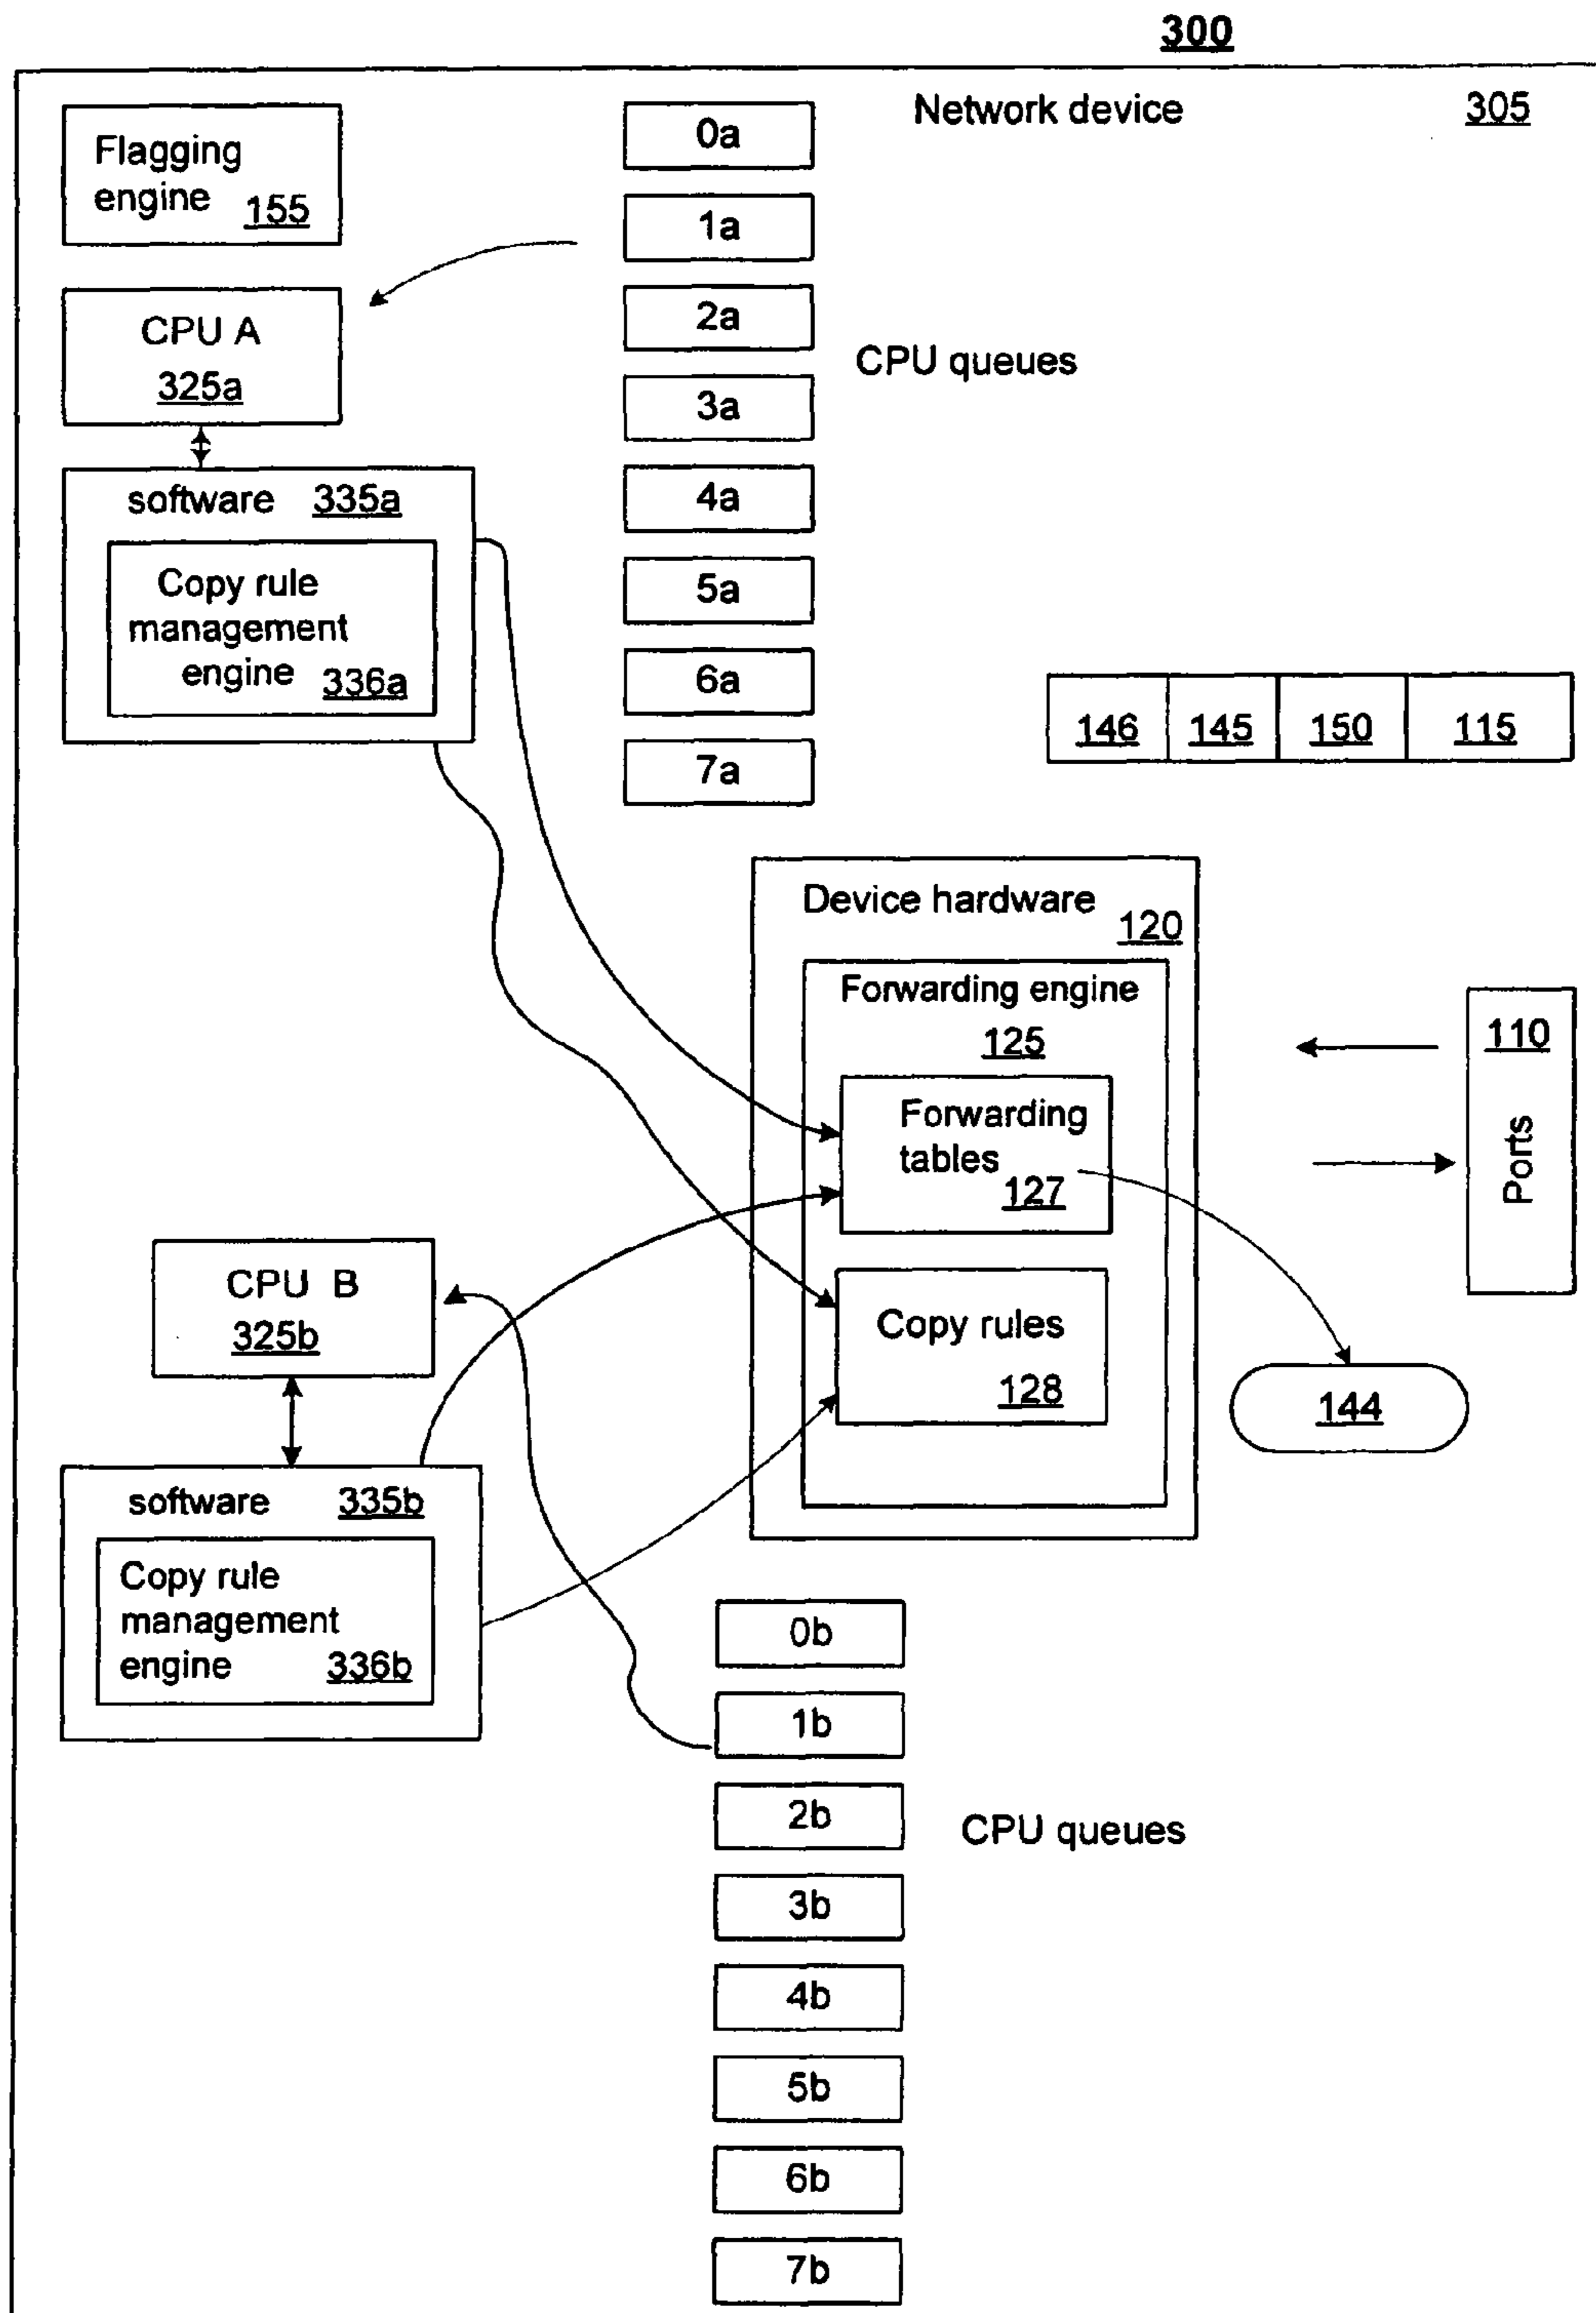 300
Network device 305
Flagging
engine 155
CPU A
325a
software 335a
Copy rule
management
engine 336a
0a
1a
2a
3a
4a
5a
6a
7a
CPU queues
146 145 150 115
Device hardware
120
Forwarding engine
125
Forwarding
tables
127
Copy rules
128
110
Ports
144
CPU B
325b
software 335b
Copy rule
management
engine 336b
0b
1b
2b
3b
4b
5b
6b
7b
CPU queues